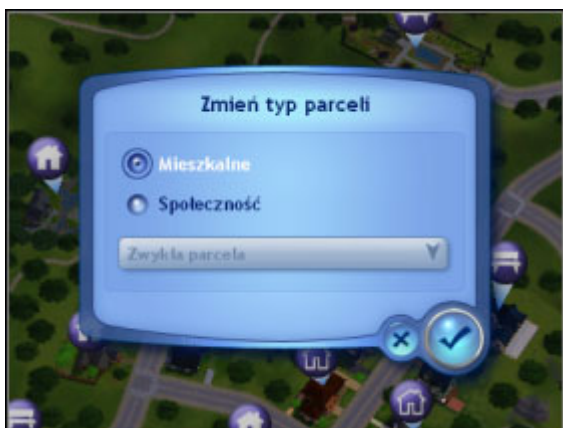 Zmień typ parceli
Mieszkalne
Społeczność
Zwykła parcela